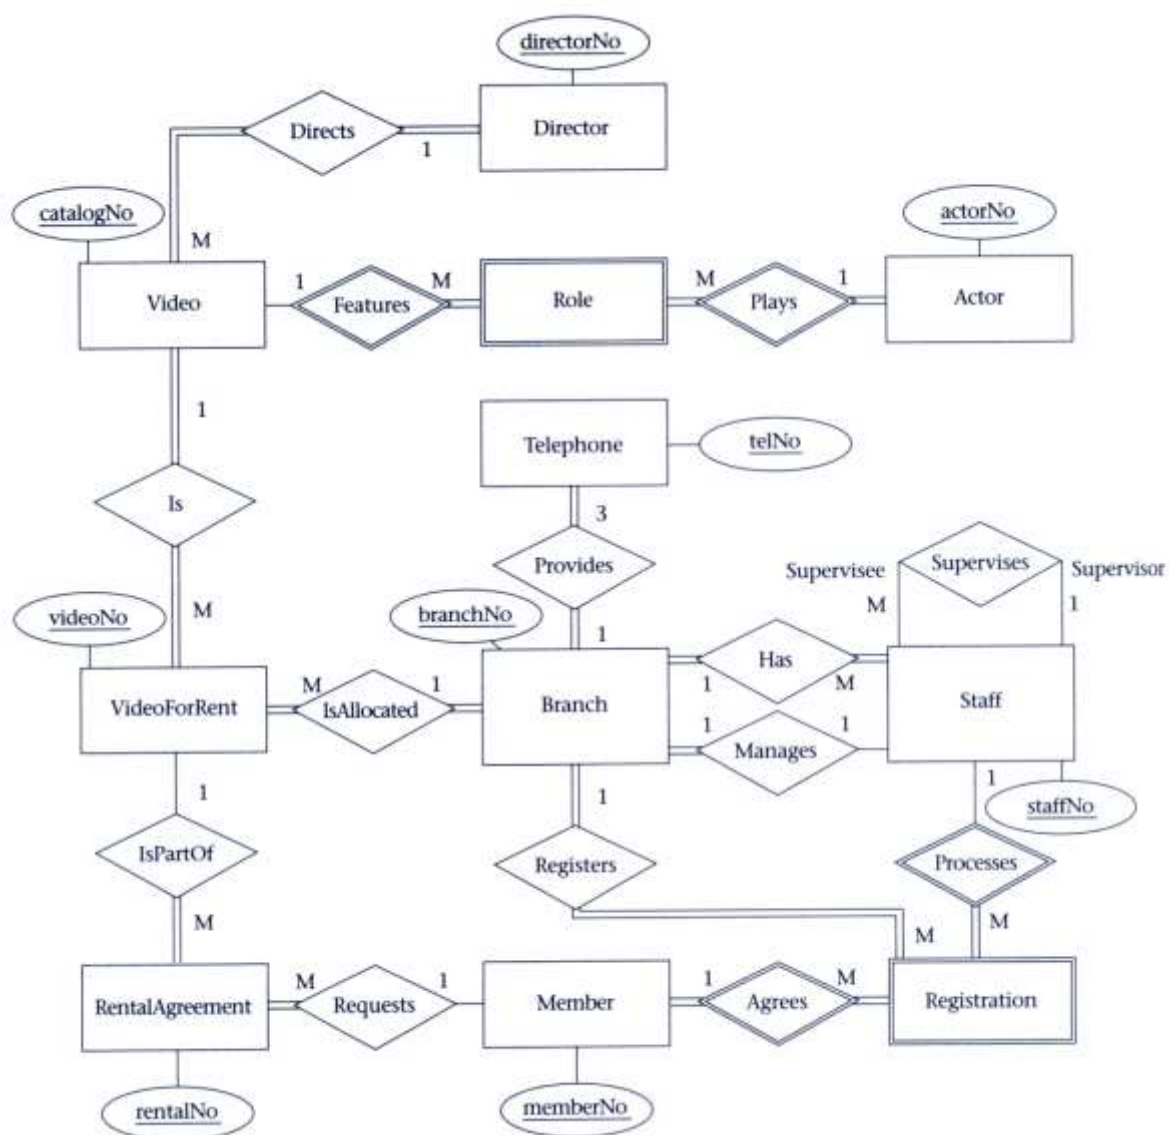 directorNo
Directs
Director
1
catalogNo
M
actorNo
Video
1
Features
M
Role
M
Plays
1
Actor
1
Telephone
telNo
Is
3
Provides
Supervisee
Supervises
Supervisor
M
1
videoNo
M
branchNo
1
VideoForRent
M
IsAllocated
1
Branch
1
Has
M
Staff
1
Manages
1
1
1
1
staffNo
IsPartOf
Registers
Processes
M
M
M
RentalAgreement
M
Requests
1
Member
1
Agrees
M
Registration
rentalNo
memberNo